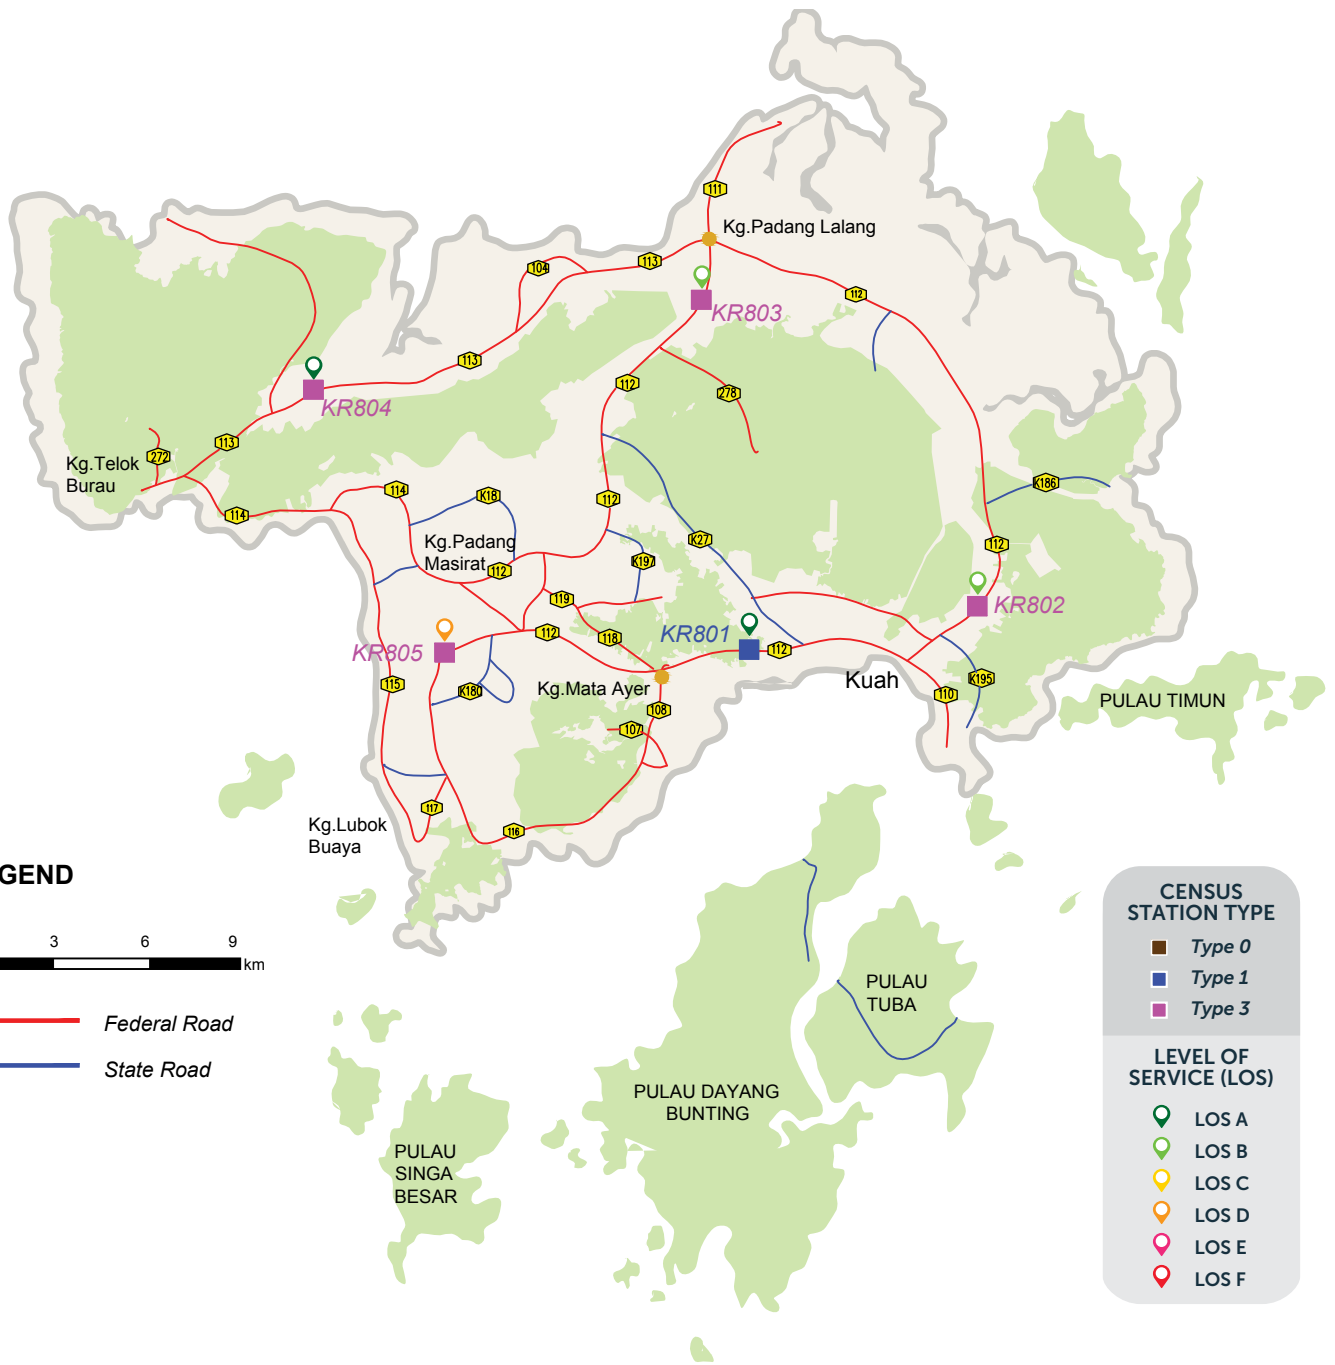 111
Kg.Padang Lalang
113
104
112
KR803
113
112
278
KR804
113
Kg.Telok
Burau
272
114
114
K18
112
K186
Kg.Padang
Masirat
112
K197
K27
112
119
KR802
118
KR801
112
112
KR805
115
K180
Kg.Mata Ayer
Kuah
K195
110
108
107
PULAU TIMUN
117
116
Kg.Lubok
Buaya
GEND
3 6 9
km
Federal Road
State Road
PULAU
TUBA
PULAU DAYANG
BUNTING
PULAU
SINGA
BESAR
CENSUS
STATION TYPE
Type 0
Type 1
Type 3
LEVEL OF
SERVICE (LOS)
LOS A
LOS B
LOS C
LOS D
LOS E
LOS F